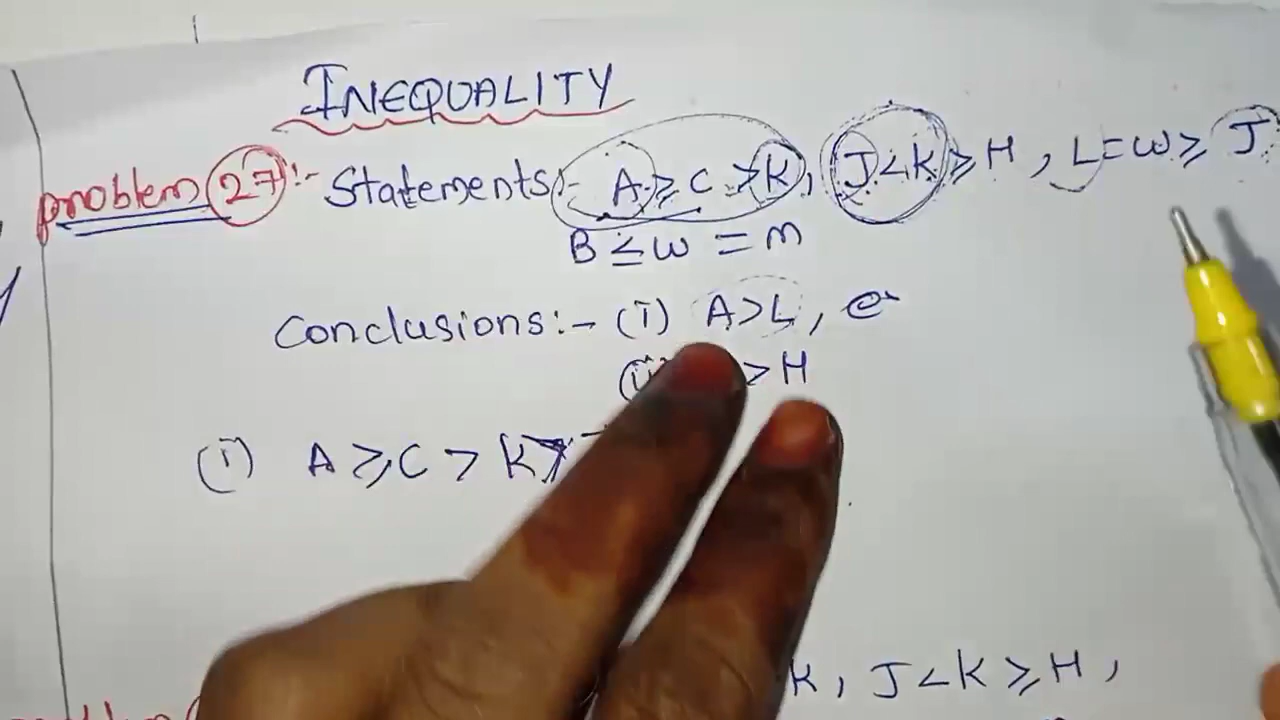 INEQUALITY
problem 27:- Statements:- A ≥ C > K, J < K ≥ H, L = W ≥ J
B ≤ W = M
Conclusions:- (I) A > L,
> H
(I) A ≥ C > K >
K, J < K ≥ H,